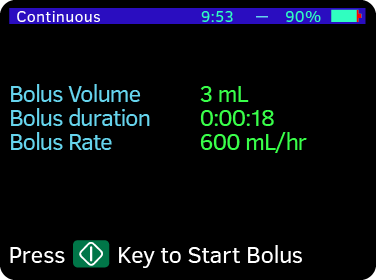 Continuous 9:53 — 90%
Bolus Volume 3 mL
Bolus duration 0:00:18
Bolus Rate 600 mL/hr
Press Key to Start Bolus